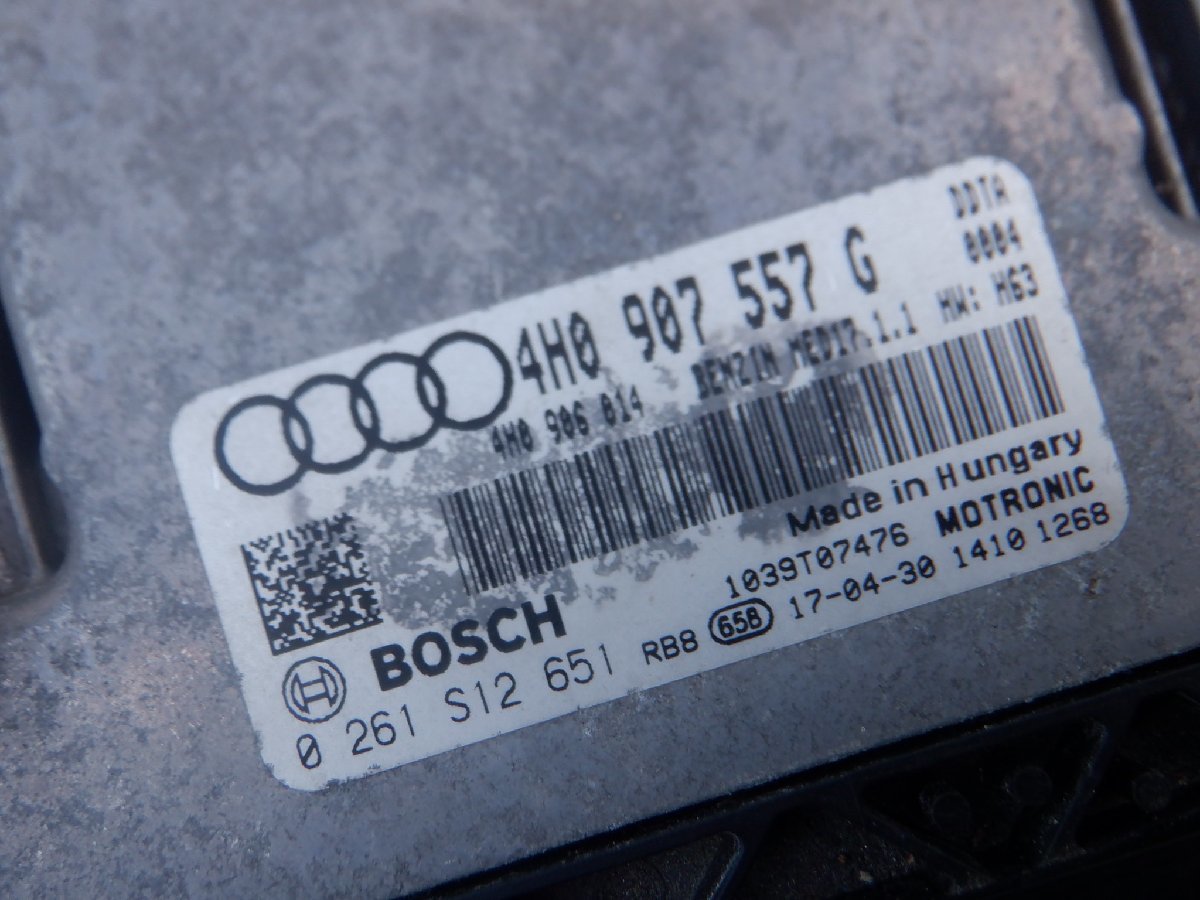 DDTA
0004
4H0 907 557 G
HW: H63
4H0 906 014 BENZIN MED17.1.1
Made in Hungary
1039T07476 MOTRONIC
BOSCH
0 261 S12 651 RB8 658 17-04-30 1410 1268